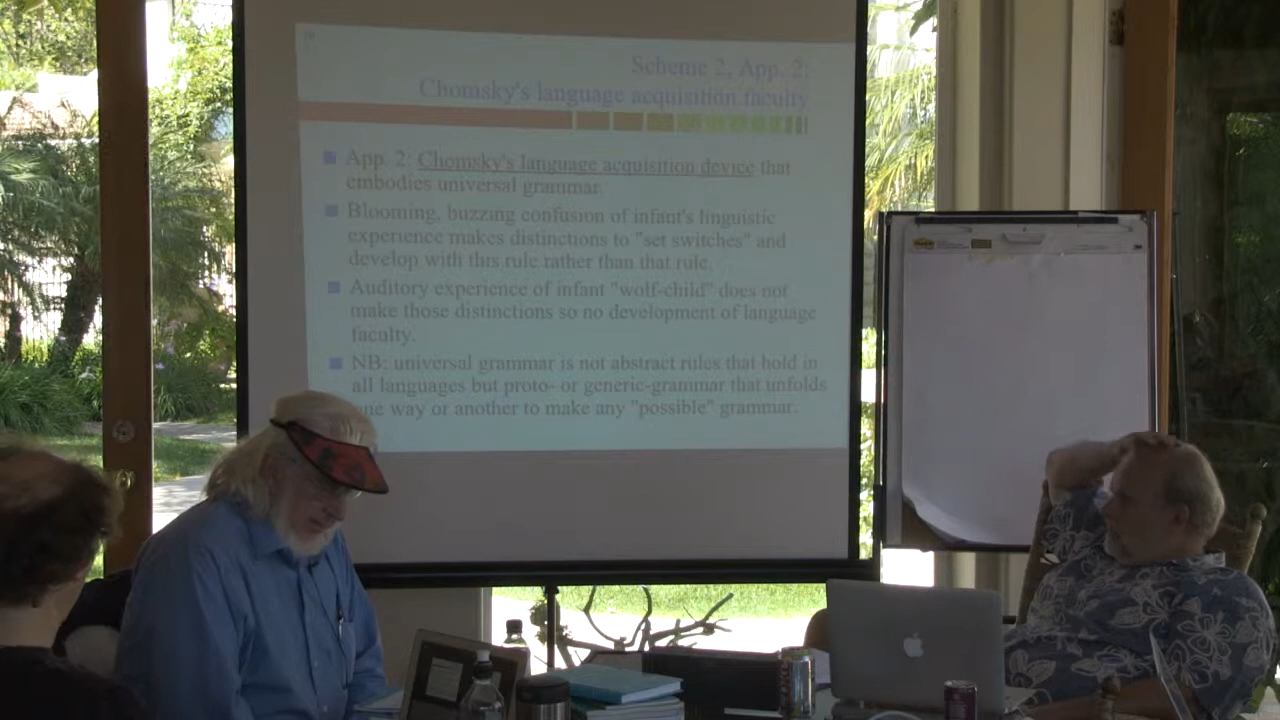 Scheme 2, App. 2:
Chomsky's language acquisition faculty
App. 2: Chomsky's language acquisition device that
embodies universal grammar.
Blooming, buzzing confusion of infant's linguistic
experience makes distinctions to "set switches" and
develop with this rule rather than that rule.
Auditory experience of infant "wolf-child" does not
make those distinctions so no development of language
faculty.
NB: universal grammar is not abstract rules that hold in
all languages but proto- or generic-grammar that unfolds
one way or another to make any "possible" grammar.